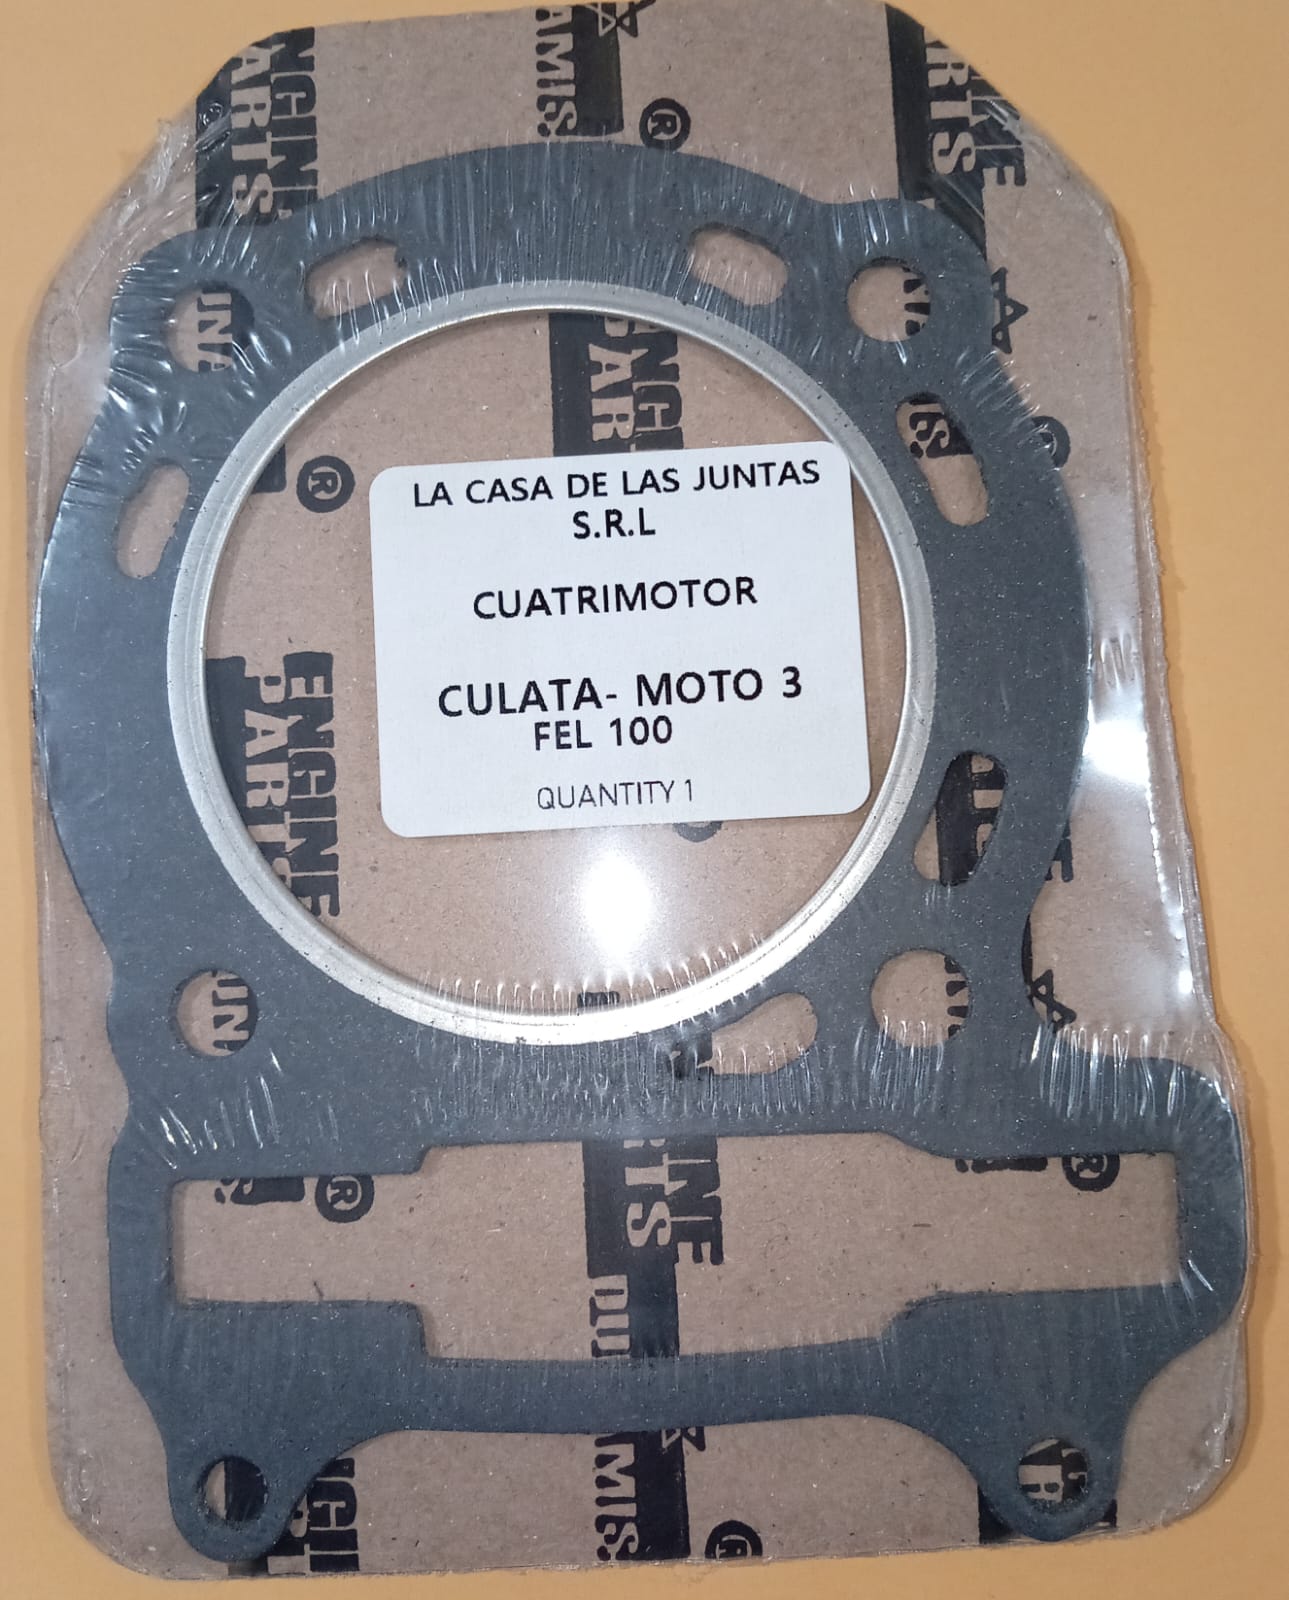 LA CASA DE LAS JUNTAS
S.R.L
CUATRIMOTOR
CULATA- MOTO 3
FEL 100
QUANTITY 1
ENGINE
PARTS
ENGINE
PARTS